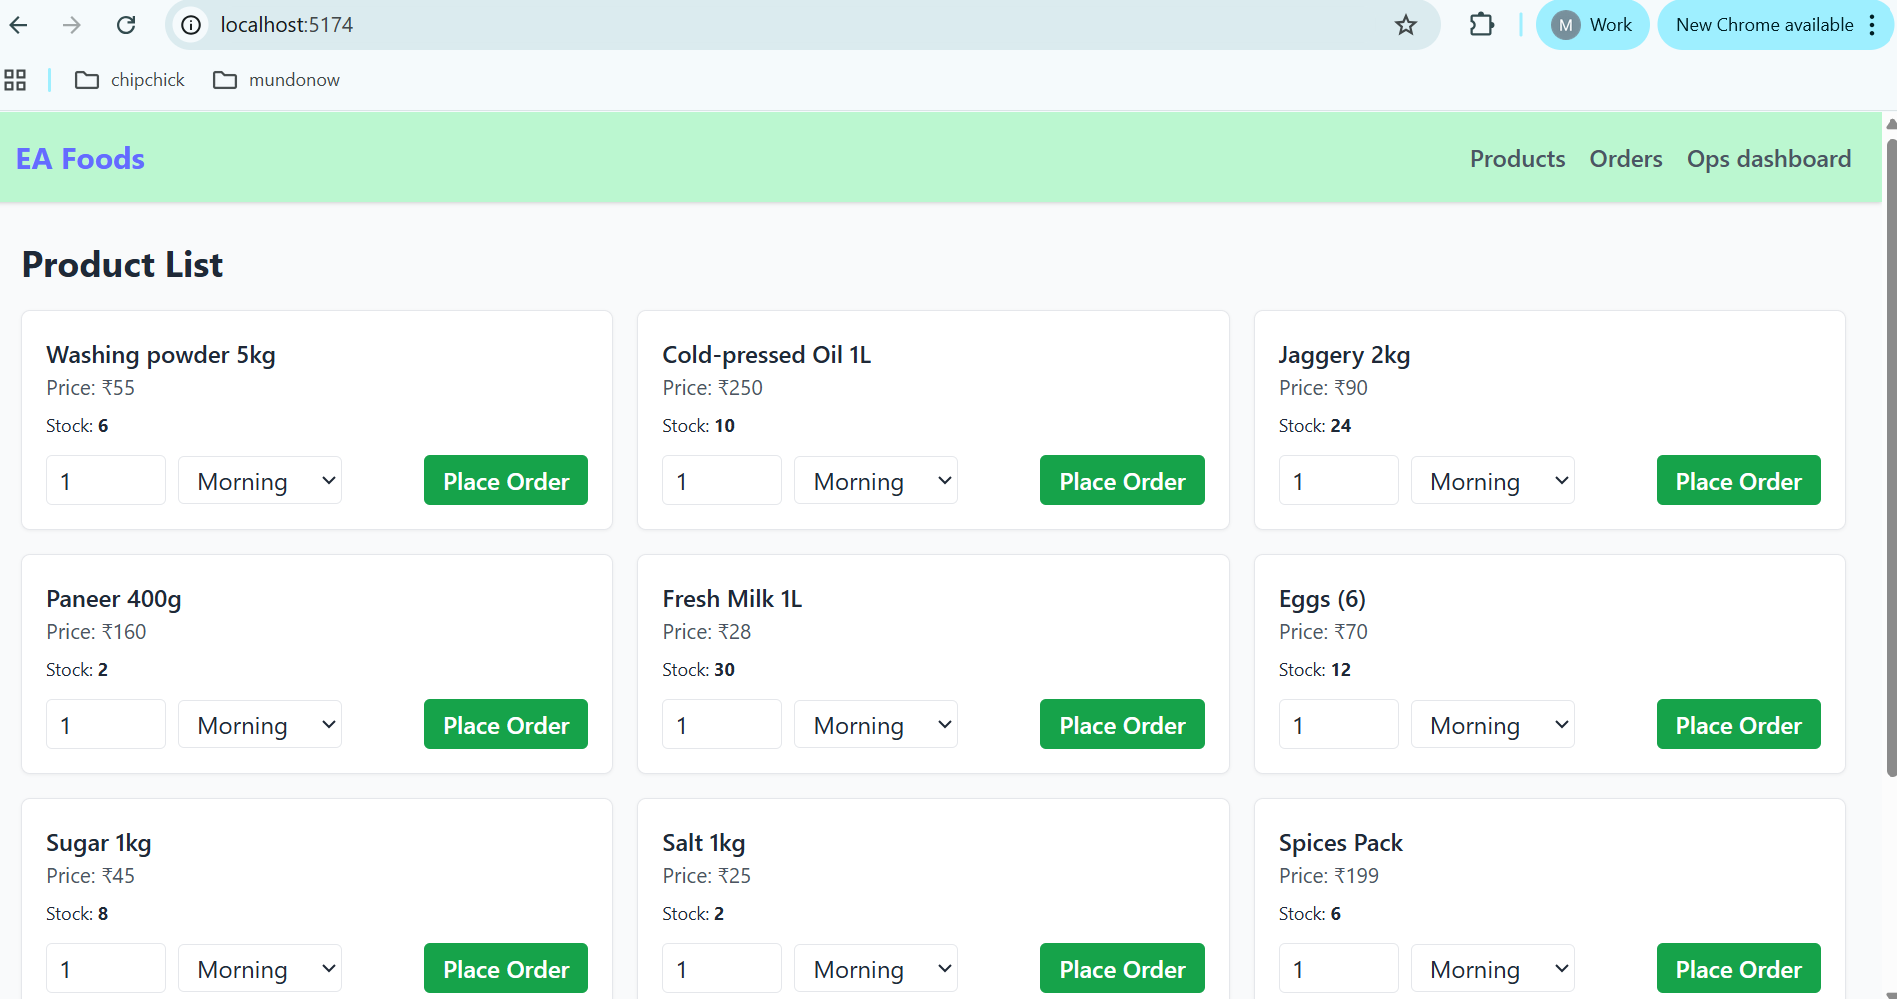 localhost:5174
M Work
New Chrome available
chipchick
mundonow
EA Foods
Products Orders Ops dashboard
Product List
Washing powder 5kg
Price: ₹55
Stock: 6
1 Morning Place Order
Cold-pressed Oil 1L
Price: ₹250
Stock: 10
1 Morning Place Order
Jaggery 2kg
Price: ₹90
Stock: 24
1 Morning Place Order
Paneer 400g
Price: ₹160
Stock: 2
1 Morning Place Order
Fresh Milk 1L
Price: ₹28
Stock: 30
1 Morning Place Order
Eggs (6)
Price: ₹70
Stock: 12
1 Morning Place Order
Sugar 1kg
Price: ₹45
Stock: 8
1 Morning Place Order
Salt 1kg
Price: ₹25
Stock: 2
1 Morning Place Order
Spices Pack
Price: ₹199
Stock: 6
1 Morning Place Order